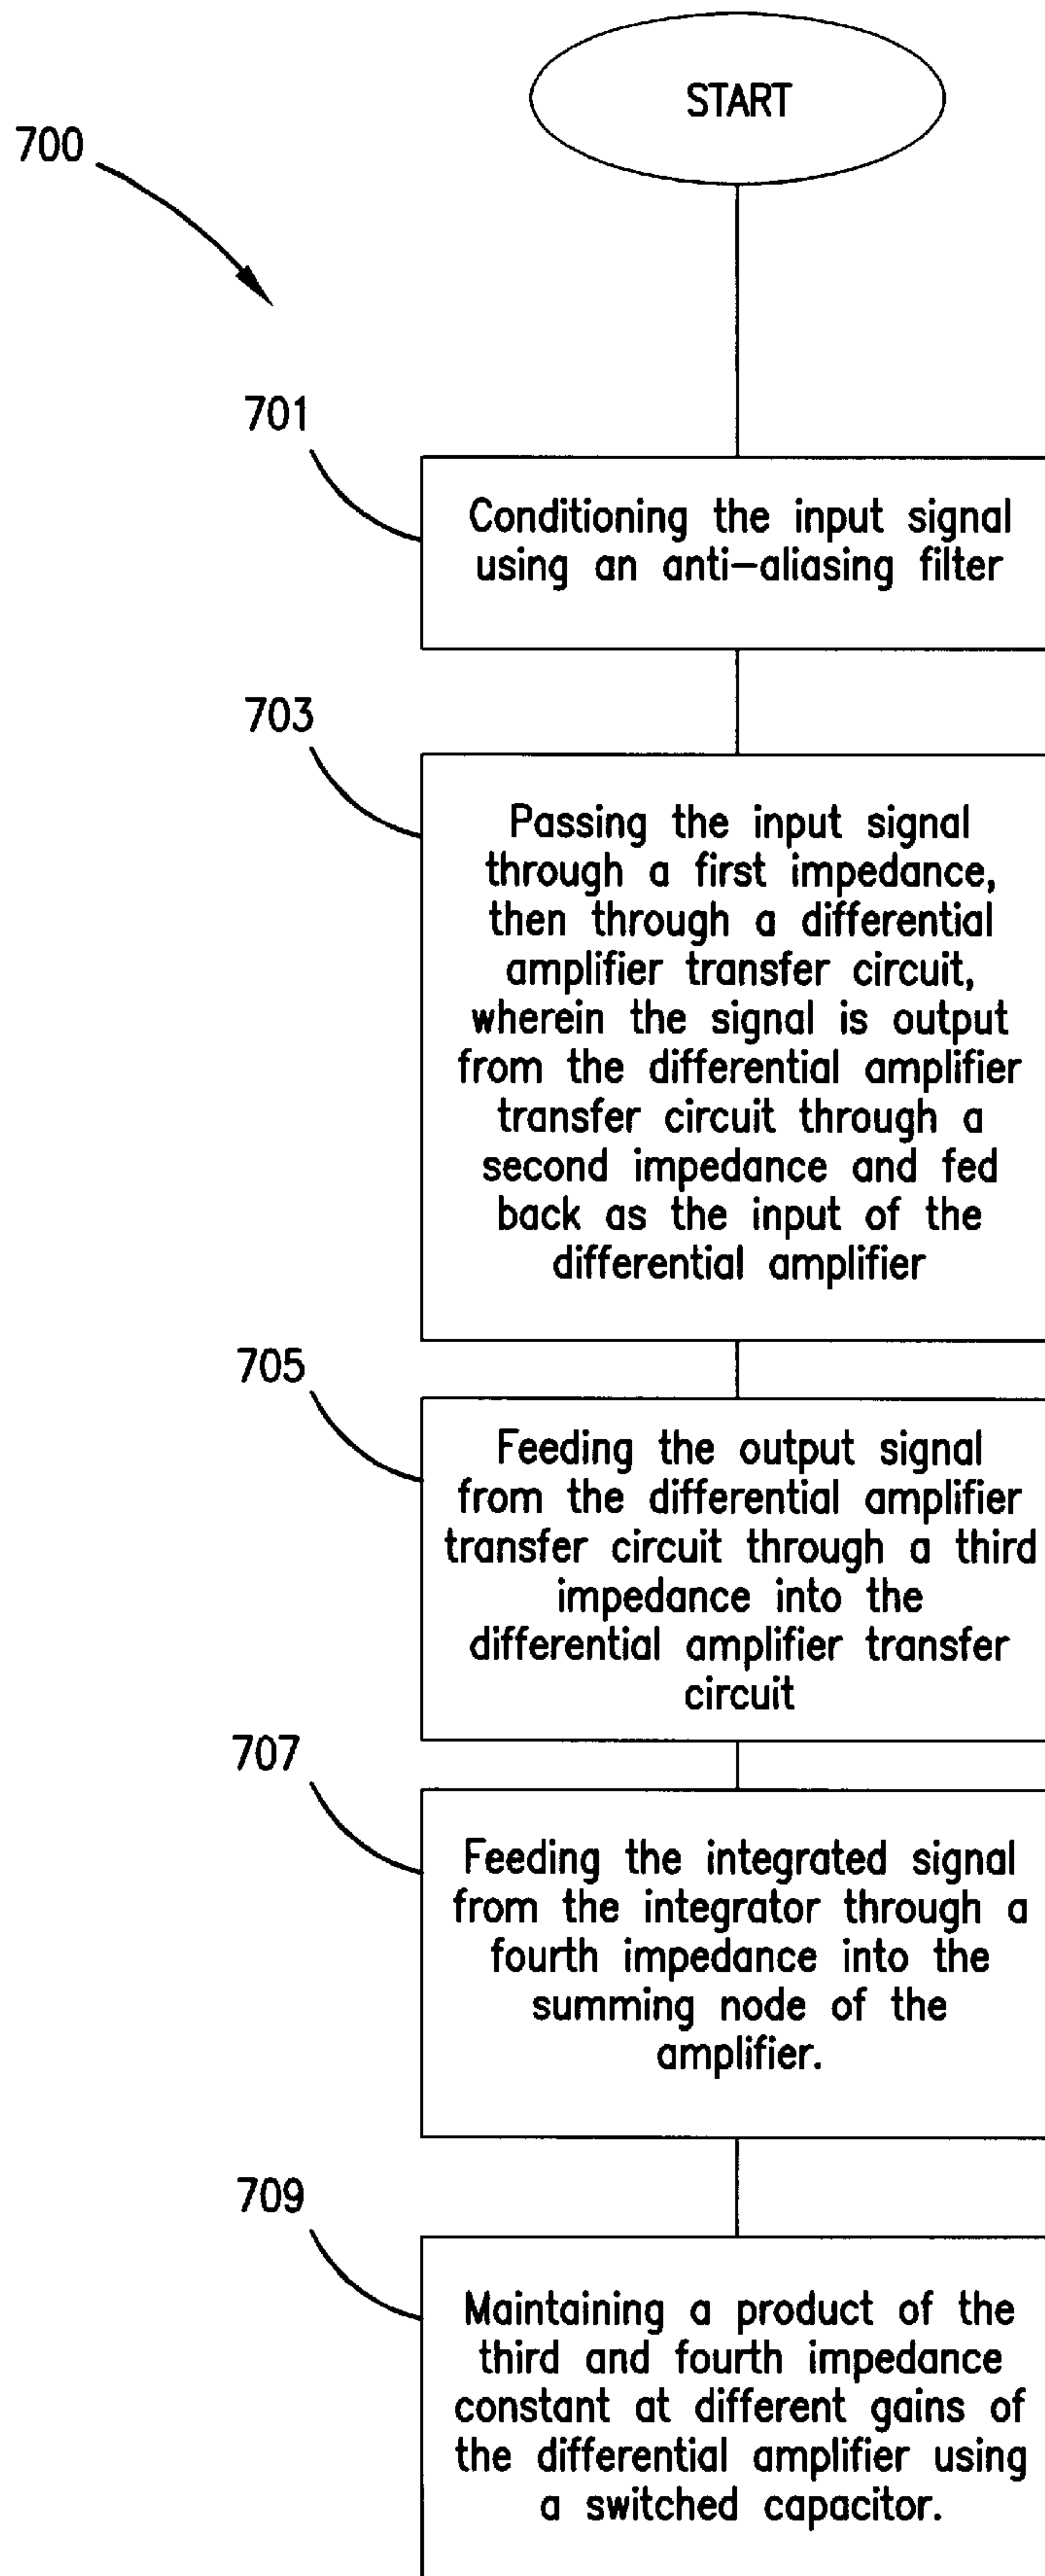 START
700
701
Conditioning the input signal
using an anti-aliasing filter
703
Passing the input signal
through a first impedance,
then through a differential
amplifier transfer circuit,
wherein the signal is output
from the differential amplifier
transfer circuit through a
second impedance and fed
back as the input of the
differential amplifier
705
Feeding the output signal
from the differential amplifier
transfer circuit through a third
impedance into the
differential amplifier transfer
circuit
707
Feeding the integrated signal
from the integrator through a
fourth impedance into the
summing node of the
amplifier.
709
Maintaining a product of the
third and fourth impedance
constant at different gains of
the differential amplifier using
a switched capacitor.